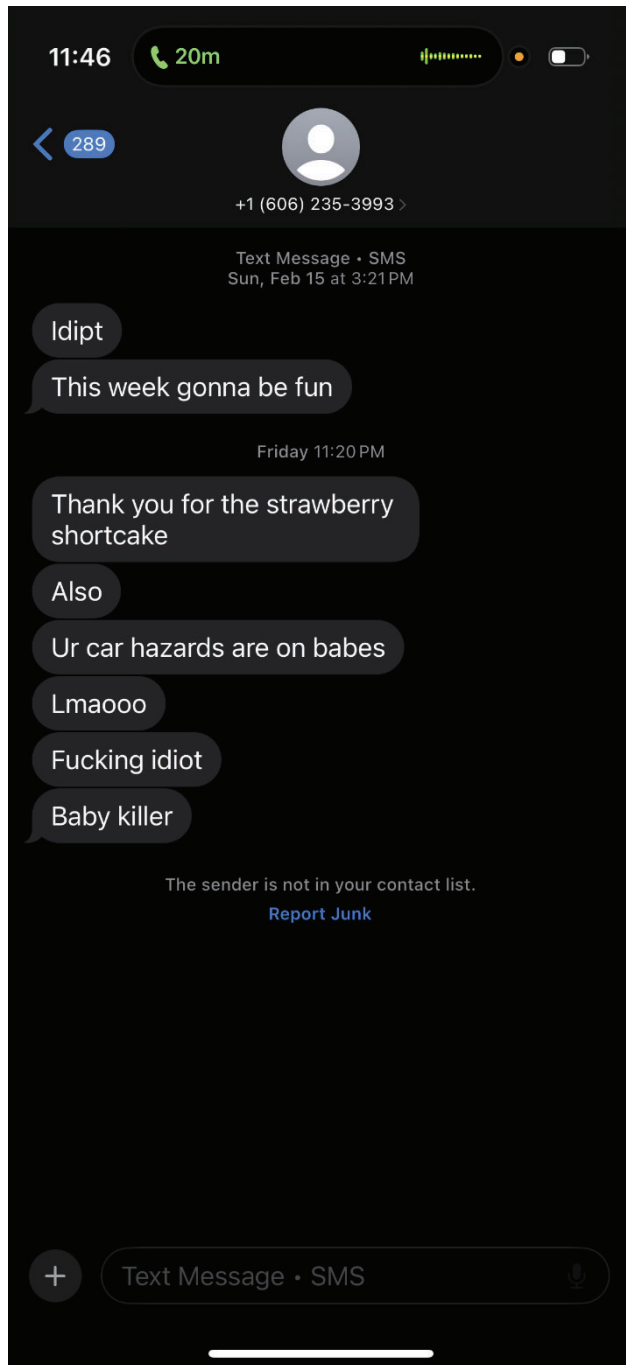 11:46 20m
289
+1 (606) 235-3993
Text Message • SMS
Sun, Feb 15 at 3:21 PM
Idipt
This week gonna be fun
Friday 11:20 PM
Thank you for the strawberry
shortcake
Also
Ur car hazards are on babes
Lmaooo
Fucking idiot
Baby killer
The sender is not in your contact list.
Report Junk
Text Message • SMS